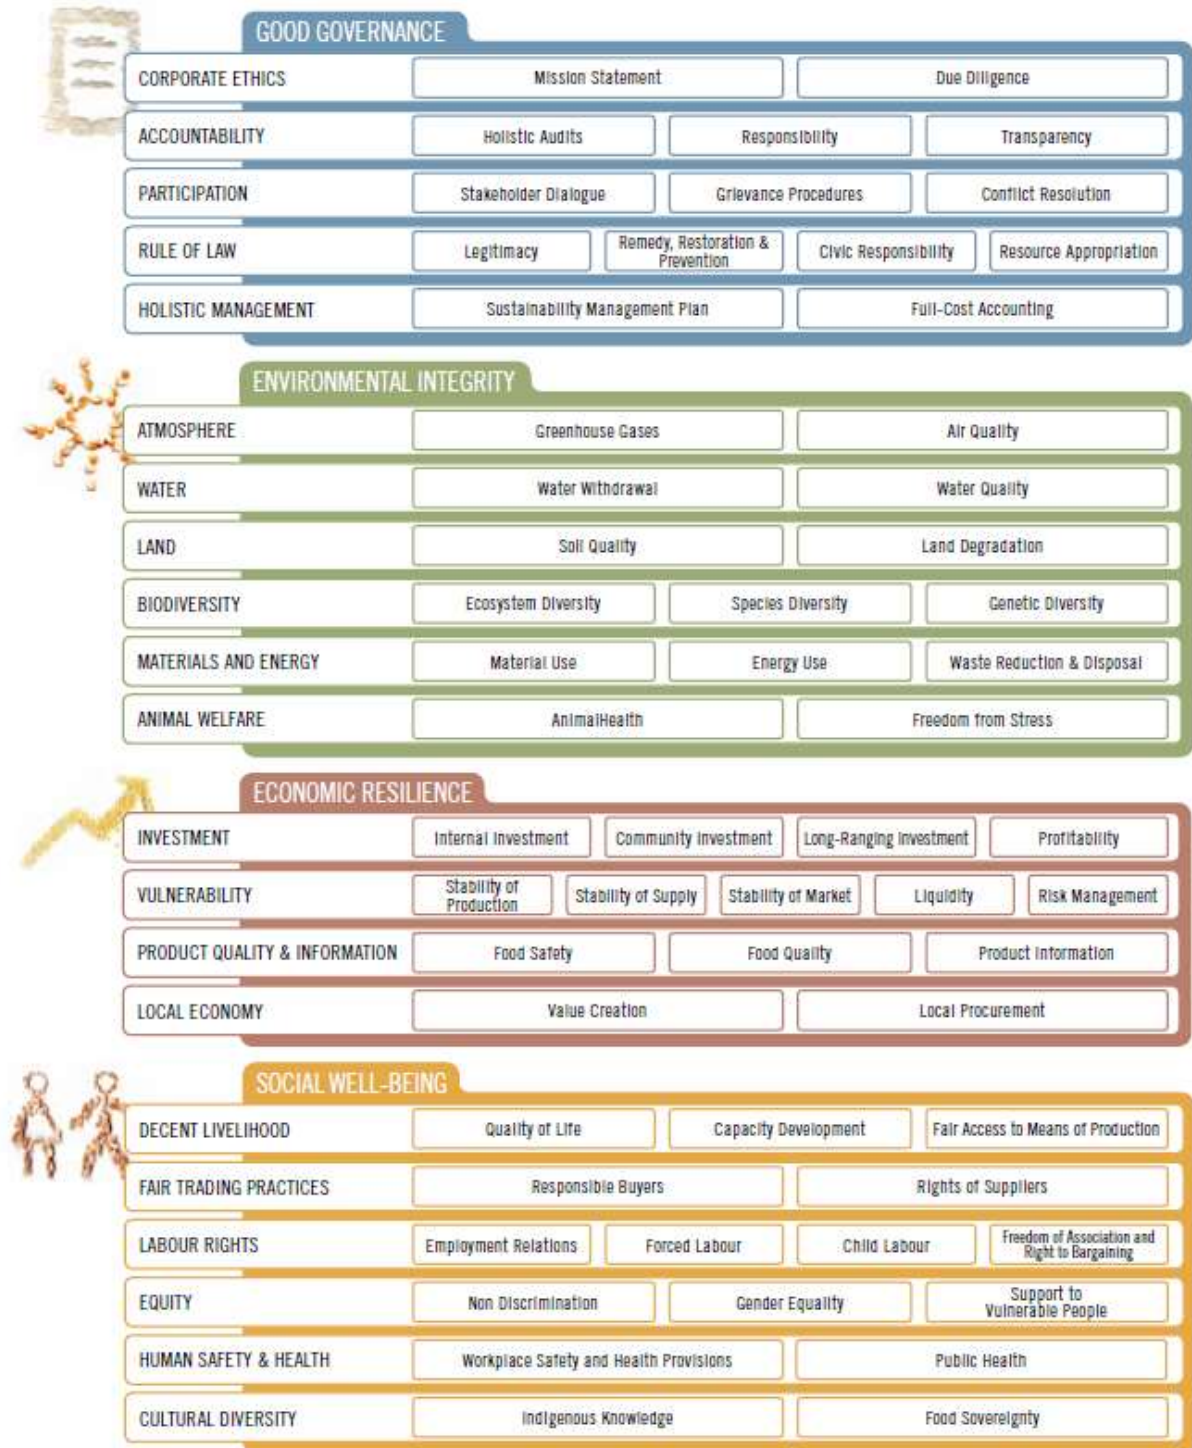 GOOD GOVERNANCE
CORPORATE ETHICS Mission Statement Due Diligence
ACCOUNTABILITY Holistic Audits Responsibility Transparency
PARTICIPATION Stakeholder Dialogue Grievance Procedures Conflict Resolution
RULE OF LAW Legitimacy Remedy, Restoration & Prevention Civic Responsibility Resource Appropriation
HOLISTIC MANAGEMENT Sustainability Management Plan Full-Cost Accounting
ENVIRONMENTAL INTEGRITY
ATMOSPHERE Greenhouse Gases Air Quality
WATER Water Withdrawal Water Quality
LAND Soil Quality Land Degradation
BIODIVERSITY Ecosystem Diversity Species Diversity Genetic Diversity
MATERIALS AND ENERGY Material Use Energy Use Waste Reduction & Disposal
ANIMAL WELFARE AnimalHealth Freedom from Stress
ECONOMIC RESILIENCE
INVESTMENT Internal Investment Community Investment Long-Ranging Investment Profitability
VULNERABILITY Stability of Production Stability of Supply Stability of Market Liquidity Risk Management
PRODUCT QUALITY & INFORMATION Food Safety Food Quality Product Information
LOCAL ECONOMY Value Creation Local Procurement
SOCIAL WELL-BEING
DECENT LIVELIHOOD Quality of Life Capacity Development Fair Access to Means of Production
FAIR TRADING PRACTICES Responsible Buyers Rights of Suppliers
LABOUR RIGHTS Employment Relations Forced Labour Child Labour Freedom of Association and Right to Bargaining
EQUITY Non Discrimination Gender Equality Support to Vulnerable People
HUMAN SAFETY & HEALTH Workplace Safety and Health Provisions Public Health
CULTURAL DIVERSITY Indigenous Knowledge Food Sovereignty